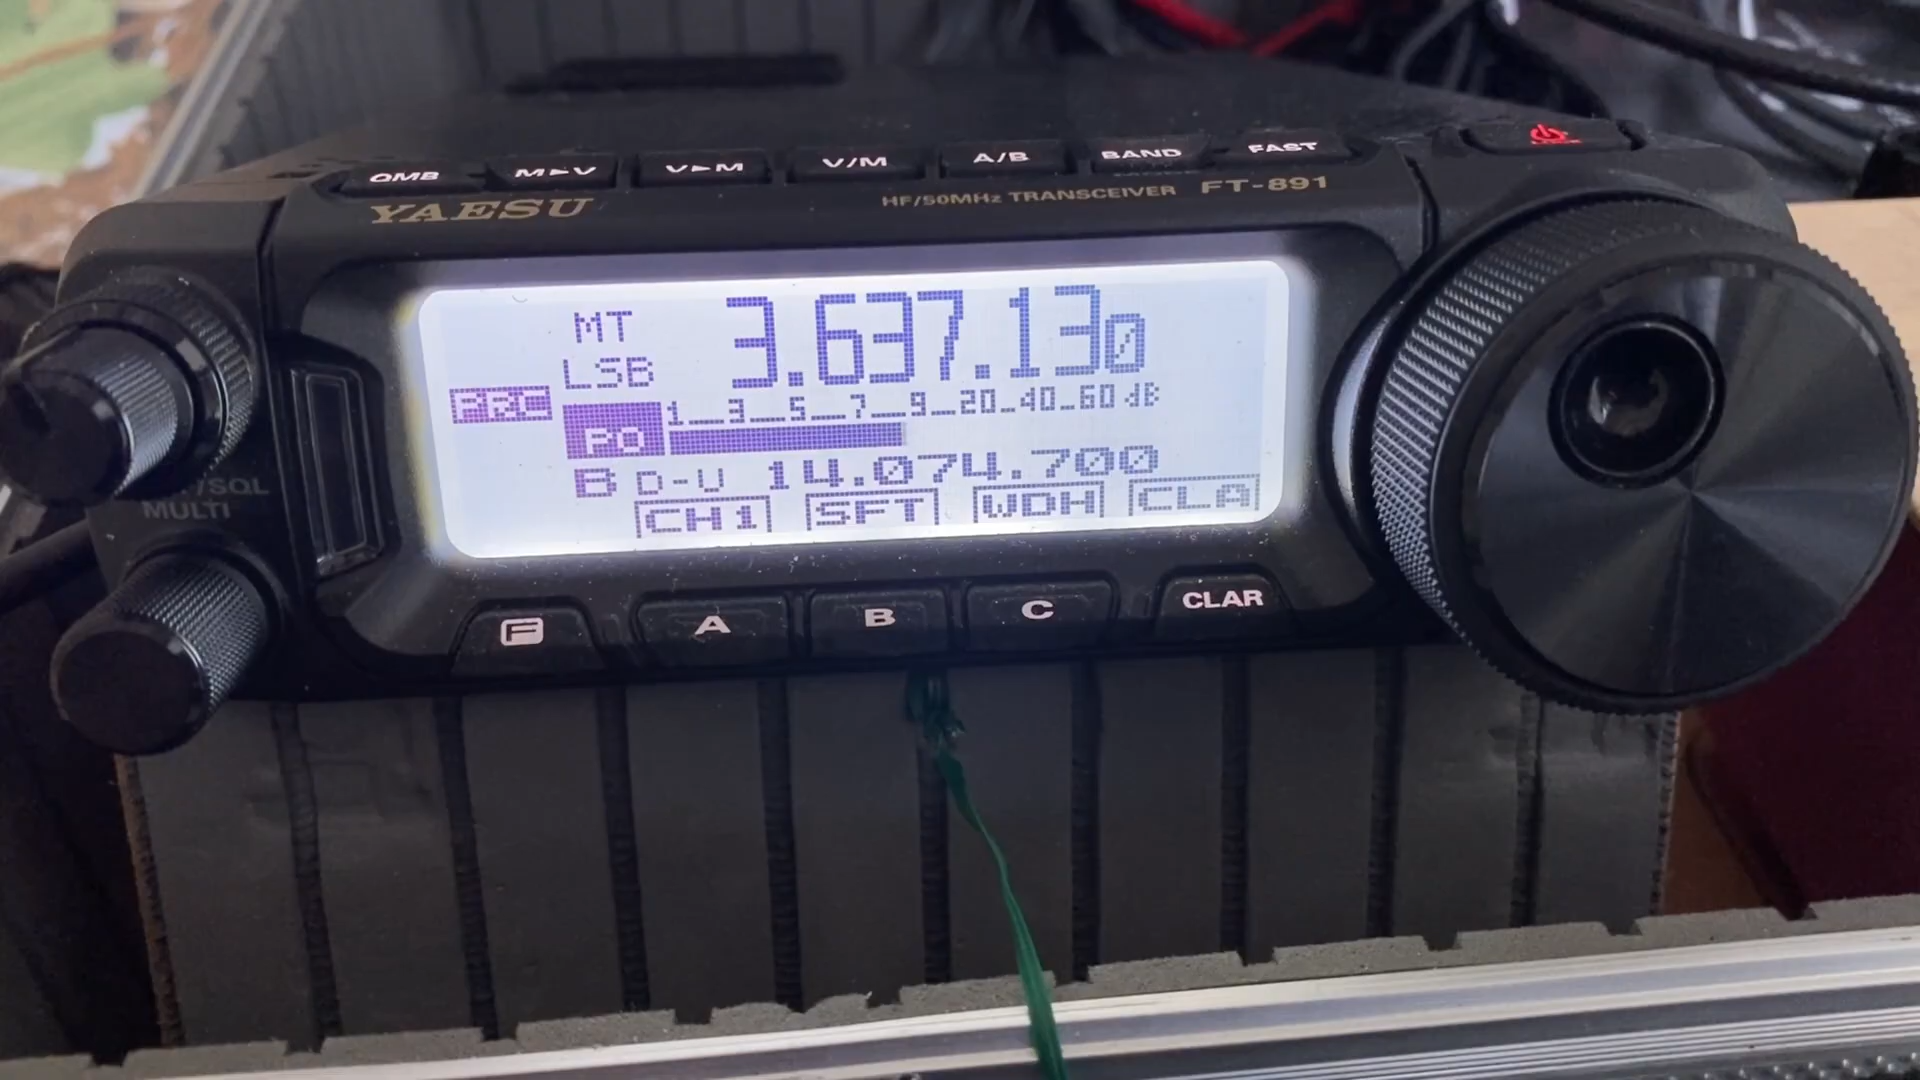 QMB M►V V►M V/M A/B BAND FAST
YAESU HF/50MHz TRANSCEIVER FT-891
MT 3.637.130
LSB
PRC 1 3 5 7 9 20 40 60 dB
PO
B D-U 14.074.700
CH1 SFT WDH CLA
/SQL
MULTI
F A B C CLAR